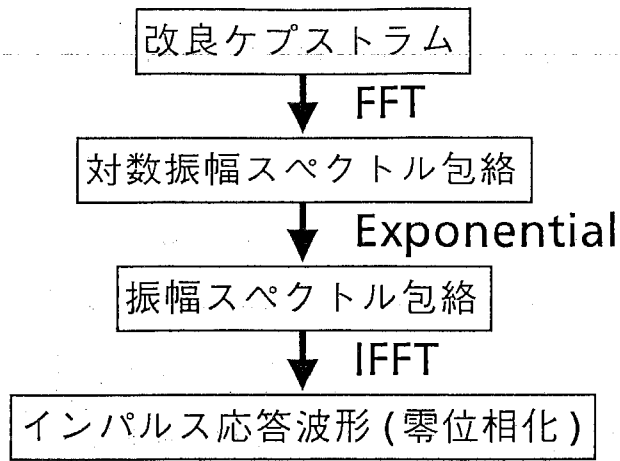 改良ケプストラム
FFT
対数振幅スペクトル包絡
Exponential
振幅スペクトル包絡
IFFT
インパルス応答波形(零位相化)